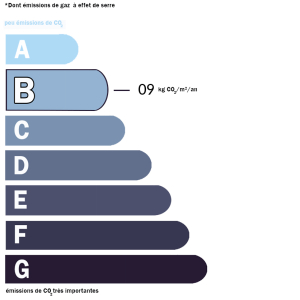 *Dont émissions de gaz à effet de serre
peu émissions de CO₂
A
B
09 kg CO₂/m²/an
C
D
E
F
G
émissions de CO₂ très importantes